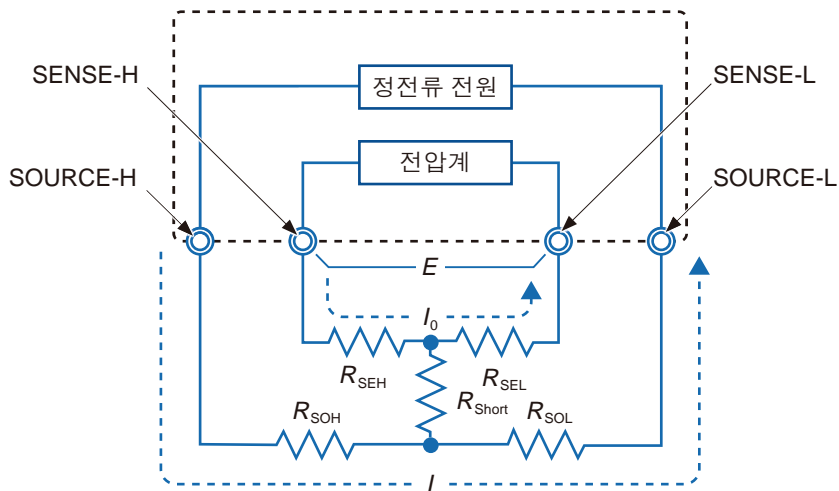 SENSE-H
정전류 전원
SENSE-L
전압계
SOURCE-H
SOURCE-L
E
I0
RSEH
RSEL
RShort
RSOH
RSOL
I